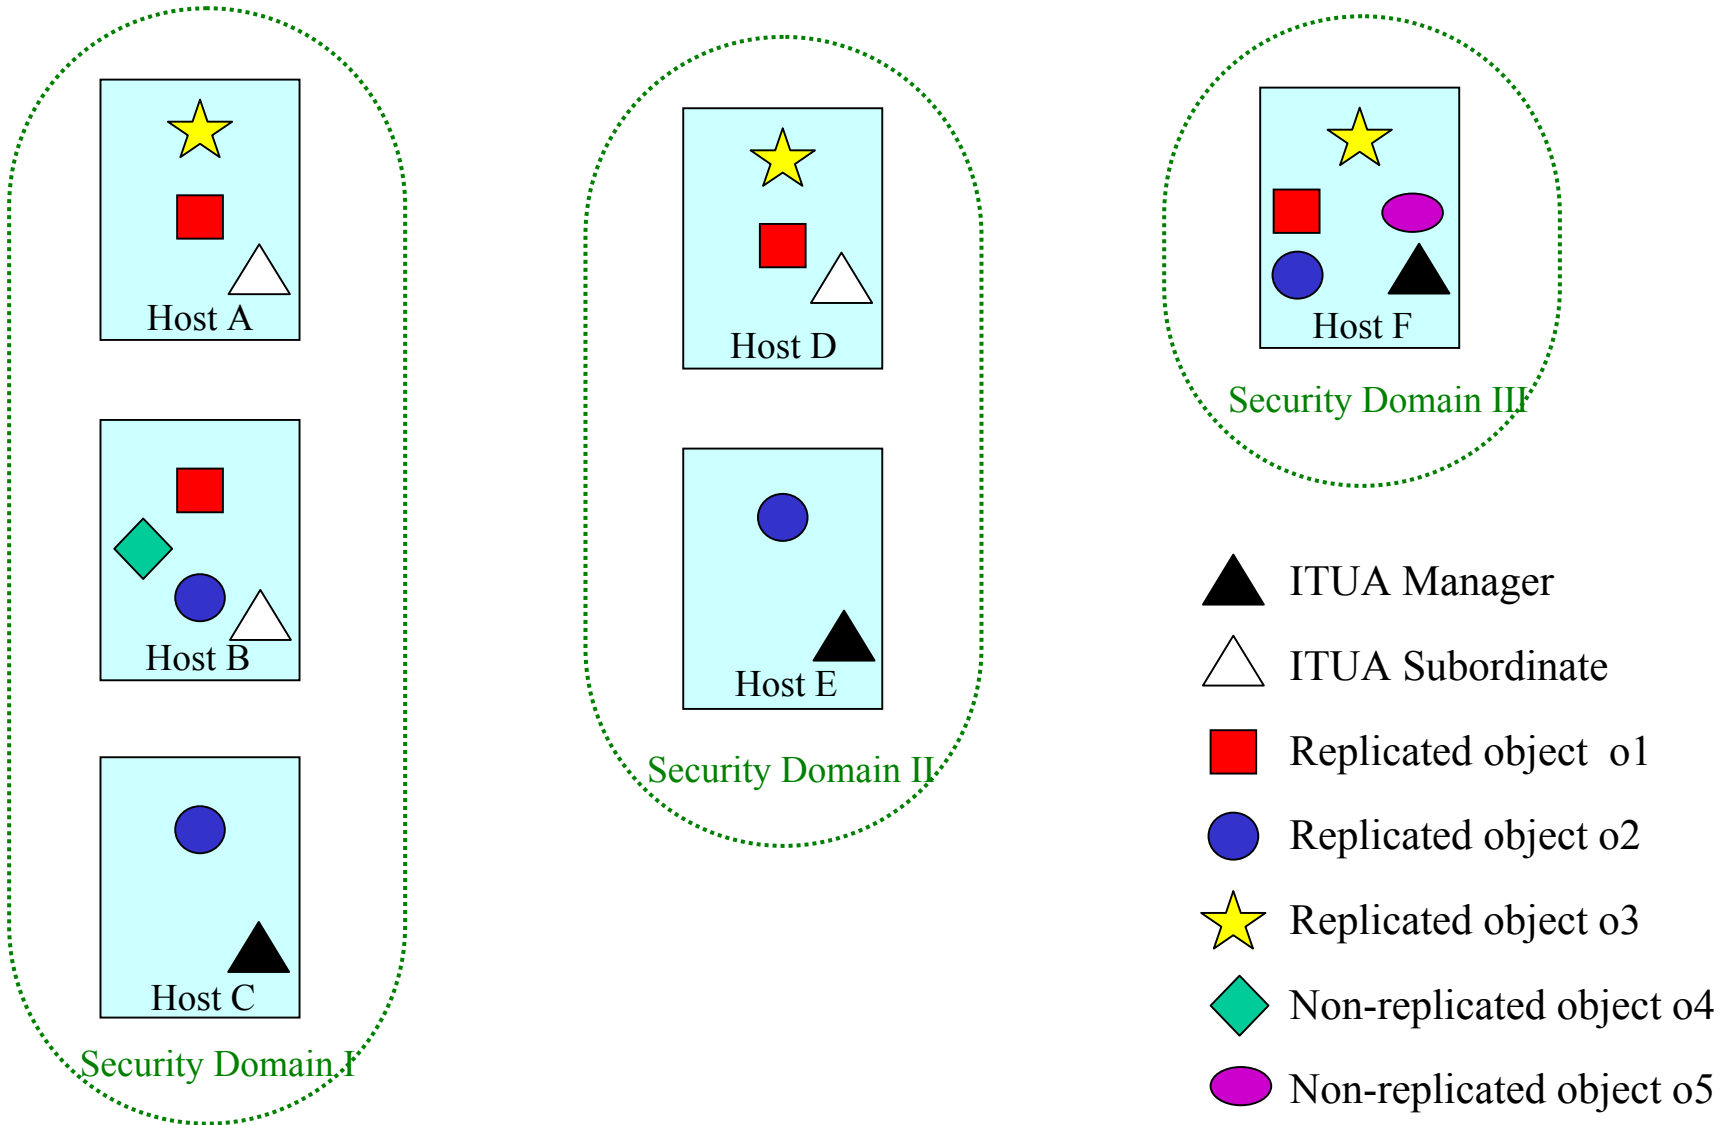 Host A
Host B
Host C
Security Domain I
Host D
Host E
Security Domain II
Host F
Security Domain III
ITUA Manager
ITUA Subordinate
Replicated object o1
Replicated object o2
Replicated object o3
Non-replicated object o4
Non-replicated object o5